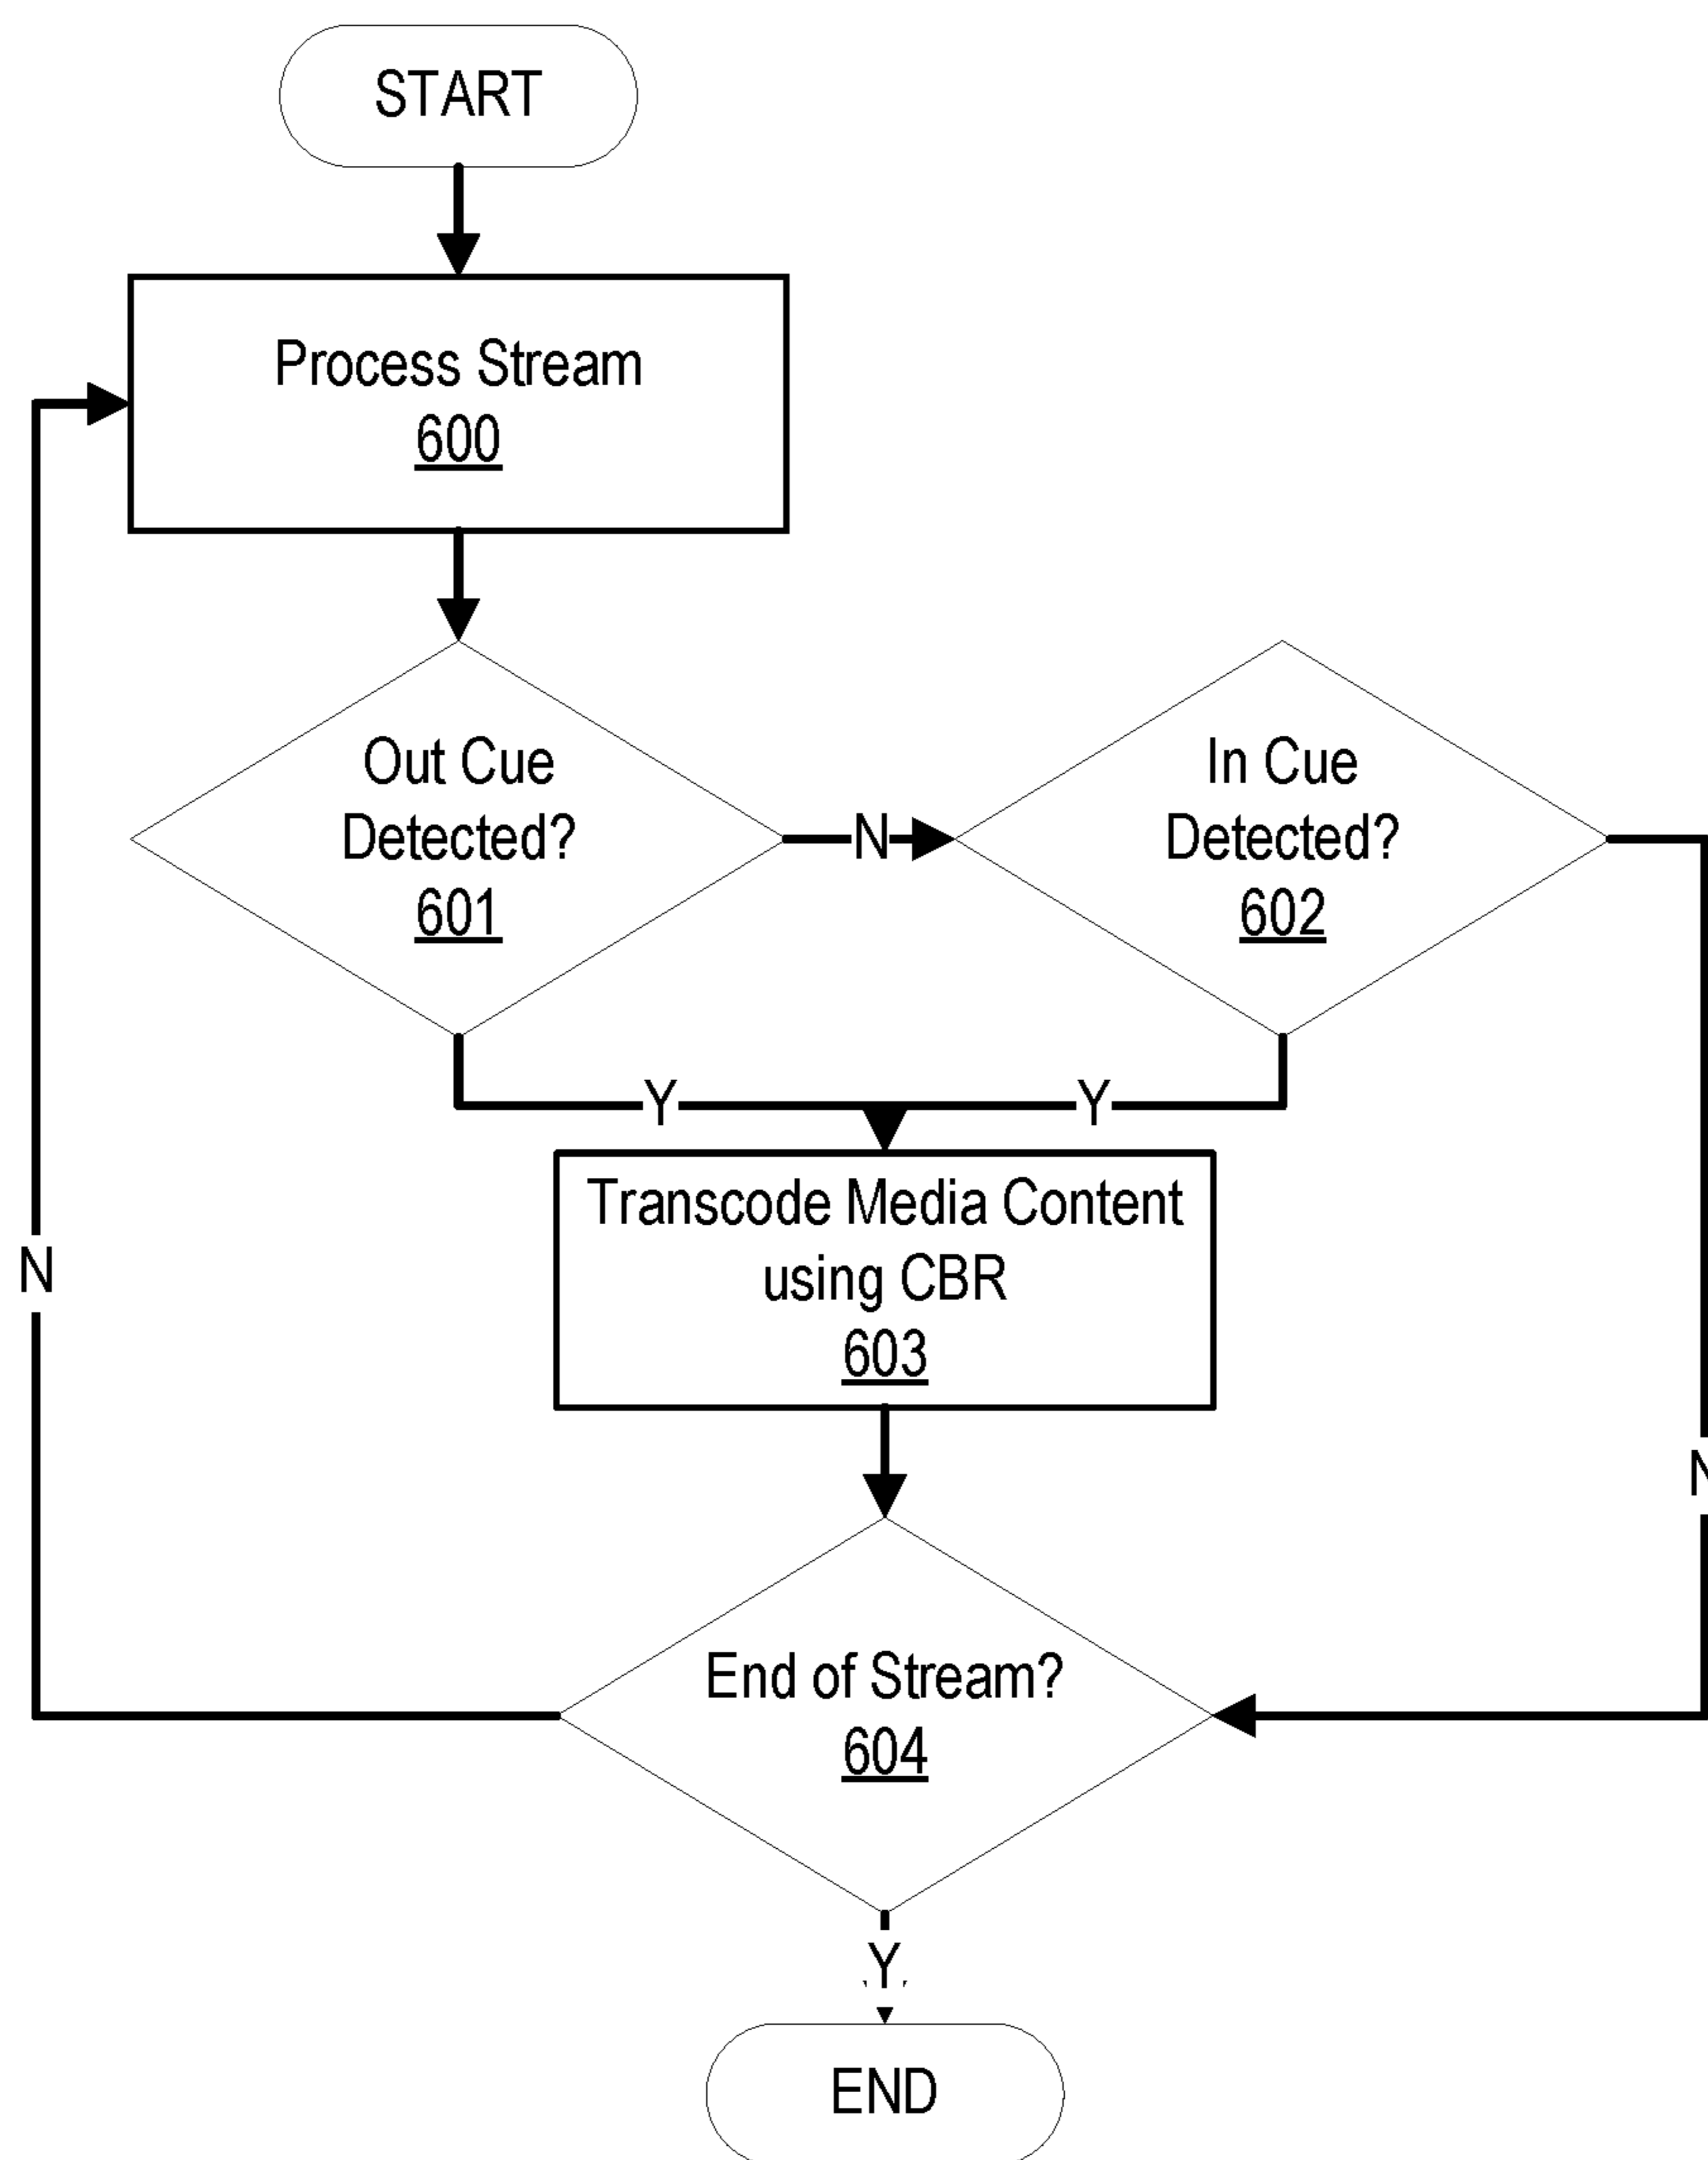 START
Process Stream
600
Out Cue
Detected?
601
N
In Cue
Detected?
602
Y
Y
Transcode Media Content
using CBR
603
N
N
End of Stream?
604
Y
END